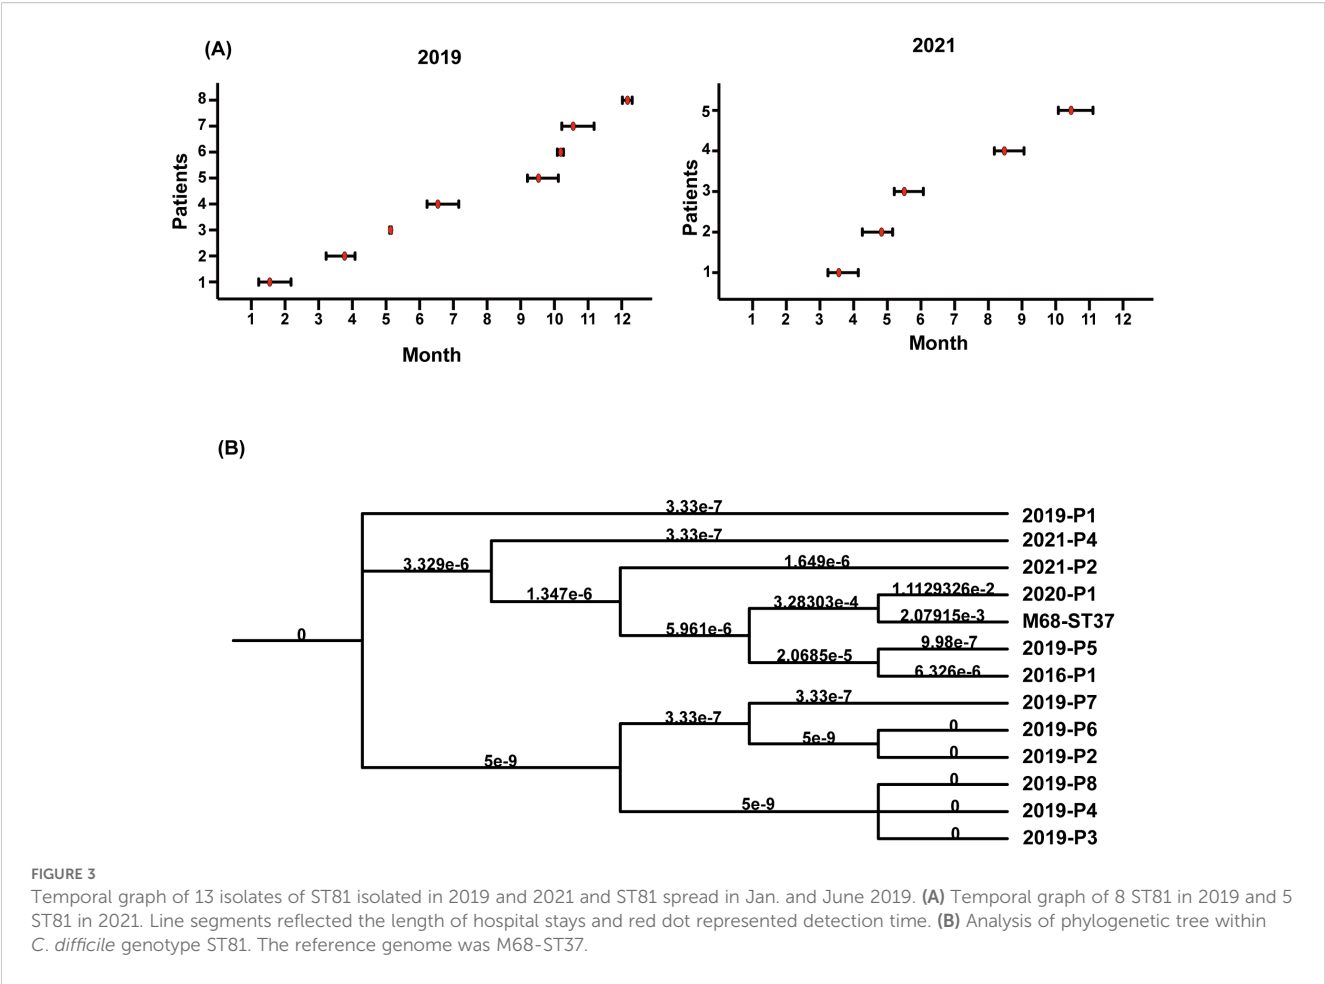 (A)
2019
8
7
6
5
4
3
2
1
Patients
1 2 3 4 5 6 7 8 9 10 11 12
Month
2021
5
4
3
2
1
Patients
1 2 3 4 5 6 7 8 9 10 11 12
Month
(B)
3.33e-7 2019-P1
3.33e-7 2021-P4
3.329e-6
1.649e-6 2021-P2
1.347e-6
1.1129326e-2 2020-P1
3.28303e-4
2.07915e-3 M68-ST37
5.961e-6
0
9.98e-7 2019-P5
2.0685e-5
6.326e-6 2016-P1
3.33e-7 2019-P7
3.33e-7
0 2019-P6
5e-9
0 2019-P2
5e-9
0 2019-P8
5e-9
0 2019-P4
0 2019-P3
FIGURE 3
Temporal graph of 13 isolates of ST81 isolated in 2019 and 2021 and ST81 spread in Jan. and June 2019. (A) Temporal graph of 8 ST81 in 2019 and 5
ST81 in 2021. Line segments reflected the length of hospital stays and red dot represented detection time. (B) Analysis of phylogenetic tree within
C. difficile genotype ST81. The reference genome was M68-ST37.